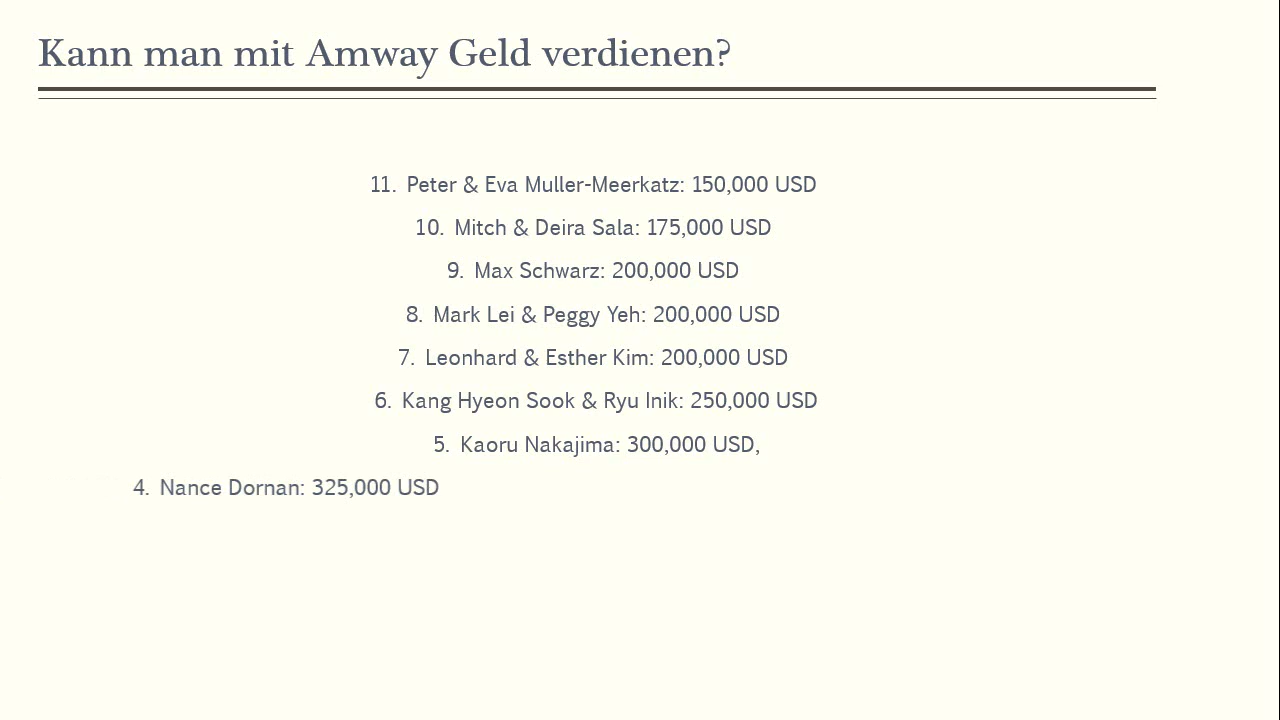 Kann man mit Amway Geld verdienen?
11. Peter & Eva Muller-Meerkatz: 150,000 USD
10. Mitch & Deira Sala: 175,000 USD
9. Max Schwarz: 200,000 USD
8. Mark Lei & Peggy Yeh: 200,000 USD
7. Leonhard & Esther Kim: 200,000 USD
6. Kang Hyeon Sook & Ryu Inik: 250,000 USD
5. Kaoru Nakajima: 300,000 USD,
4. Nance Dornan: 325,000 USD